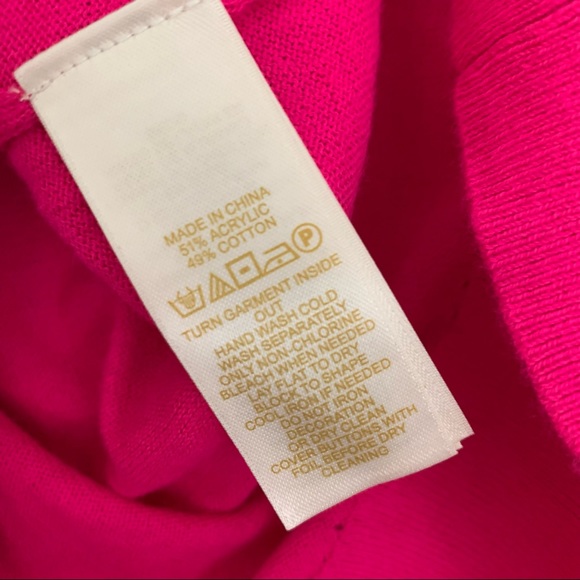 MADE IN CHINA
51% ACRYLIC
49% COTTON
P
TURN GARMENT INSIDE
OUT
HAND WASH COLD
WASH SEPARATELY
ONLY NON-CHLORINE
BLEACH WHEN NEEDED
LAY FLAT TO DRY
BLOCK TO SHAPE
COOL IRON IF NEEDED
DO NOT IRON
DECORATION
OR DRY CLEAN
COVER BUTTONS WITH
FOIL BEFORE DRY
CLEANING